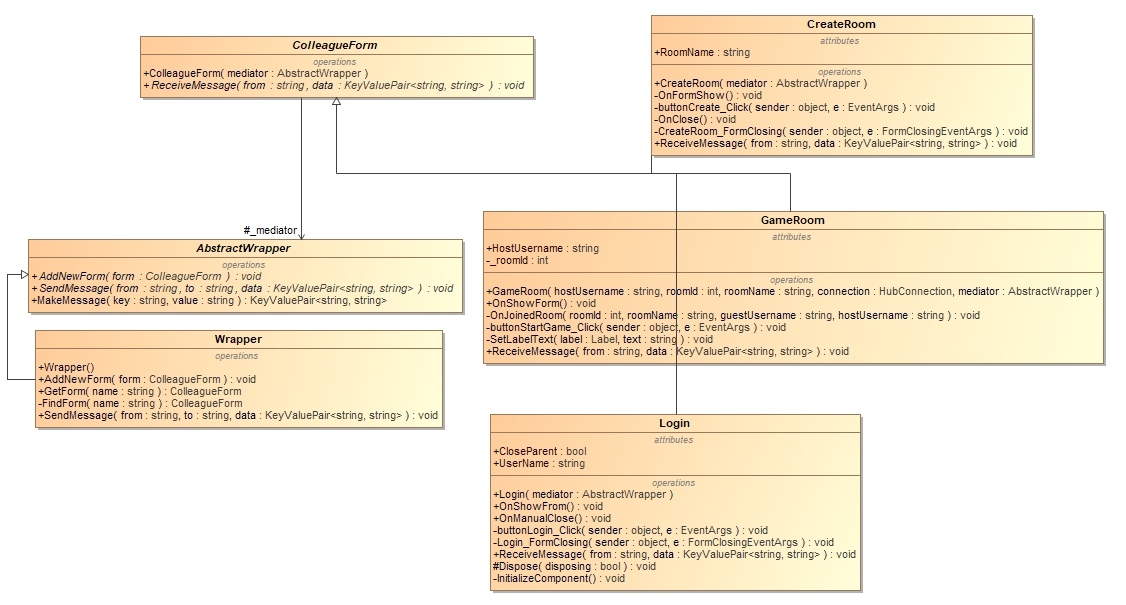 ColleagueForm
operations
+ColleagueForm( mediator : AbstractWrapper )
+ ReceiveMessage( from : string, data : KeyValuePair<string, string> ) : void
CreateRoom
attributes
+RoomName : string
operations
+CreateRoom( mediator : AbstractWrapper )
-OnFormShow() : void
-buttonCreate_Click( sender : object, e : EventArgs ) : void
-OnClose() : void
-CreateRoom_FormClosing( sender : object, e : FormClosingEventArgs ) : void
+ReceiveMessage( from : string, data : KeyValuePair<string, string> ) : void
#_mediator
AbstractWrapper
operations
+ AddNewForm( form : ColleagueForm ) : void
+ SendMessage( from : string, to : string, data : KeyValuePair<string, string> ) : void
+MakeMessage( key : string, value : string ) : KeyValuePair<string, string>
GameRoom
attributes
+HostUsername : string
-_roomId : int
operations
+GameRoom( hostUsername : string, roomId : int, roomName : string, connection : HubConnection, mediator : AbstractWrapper )
+OnShowForm() : void
-OnJoinedRoom( roomId : int, roomName : string, guestUsername : string, hostUsername : string ) : void
-buttonStartGame_Click( sender : object, e : EventArgs ) : void
-SetLabelText( label : Label, text : string ) : void
+ReceiveMessage( from : string, data : KeyValuePair<string, string> ) : void
Wrapper
operations
+Wrapper()
+AddNewForm( form : ColleagueForm ) : void
+GetForm( name : string ) : ColleagueForm
-FindForm( name : string ) : ColleagueForm
+SendMessage( from : string, to : string, data : KeyValuePair<string, string> ) : void
Login
attributes
+CloseParent : bool
+UserName : string
operations
+Login( mediator : AbstractWrapper )
+OnShowFrom() : void
+OnManualClose() : void
-buttonLogin_Click( sender : object, e : EventArgs ) : void
-Login_FormClosing( sender : object, e : FormClosingEventArgs ) : void
+ReceiveMessage( from : string, data : KeyValuePair<string, string> ) : void
#Dispose( disposing : bool ) : void
-InitializeComponent() : void